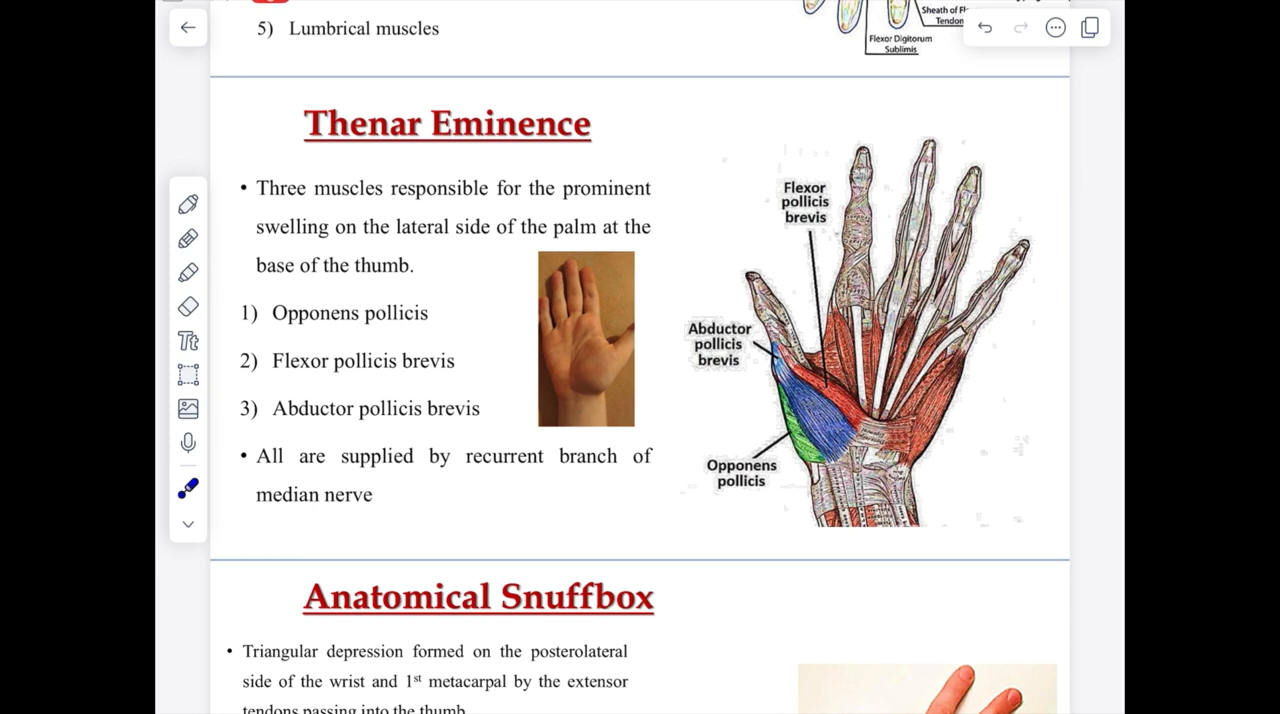 5) Lumbrical muscles
Sheath of
Tendon
Flexor Digitorum
Sublimis
Thenar Eminence
• Three muscles responsible for the prominent
swelling on the lateral side of the palm at the
base of the thumb.
1) Opponens pollicis
2) Flexor pollicis brevis
3) Abductor pollicis brevis
• All are supplied by recurrent branch of
median nerve
Flexor
pollicis
brevis
Abductor
pollicis
brevis
Opponens
pollicis
Tt
Anatomical Snuffbox
• Triangular depression formed on the posterolateral
side of the wrist and 1st metacarpal by the extensor
tendons passing into the thumb